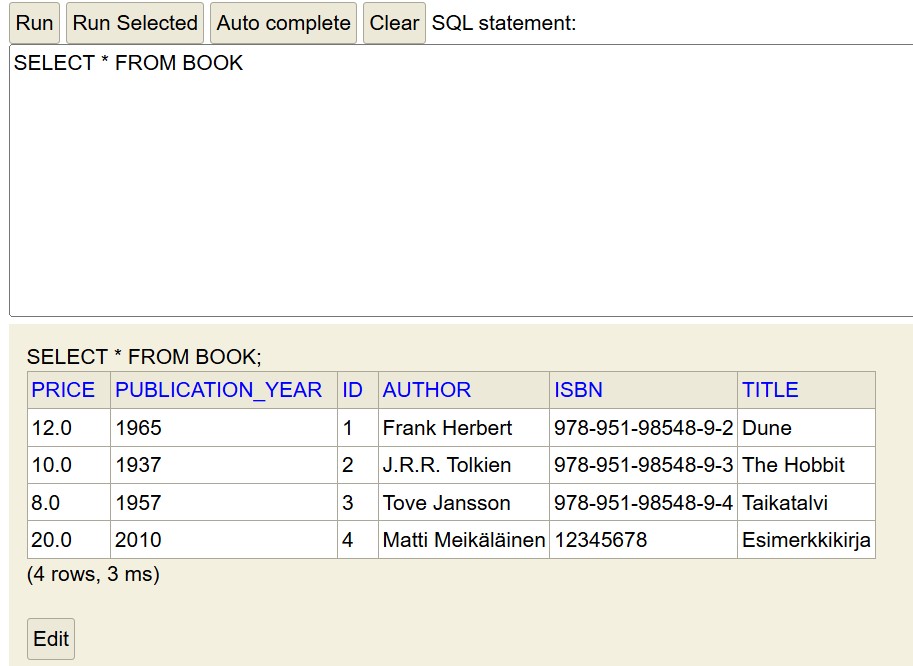 Run Run Selected Auto complete Clear SQL statement:
SELECT * FROM BOOK
SELECT * FROM BOOK;
PRICE PUBLICATION_YEAR ID AUTHOR ISBN TITLE
12.0 1965 1 Frank Herbert 978-951-98548-9-2 Dune
10.0 1937 2 J.R.R. Tolkien 978-951-98548-9-3 The Hobbit
8.0 1957 3 Tove Jansson 978-951-98548-9-4 Taikatalvi
20.0 2010 4 Matti Meikäläinen 12345678 Esimerkkikirja
(4 rows, 3 ms)
Edit